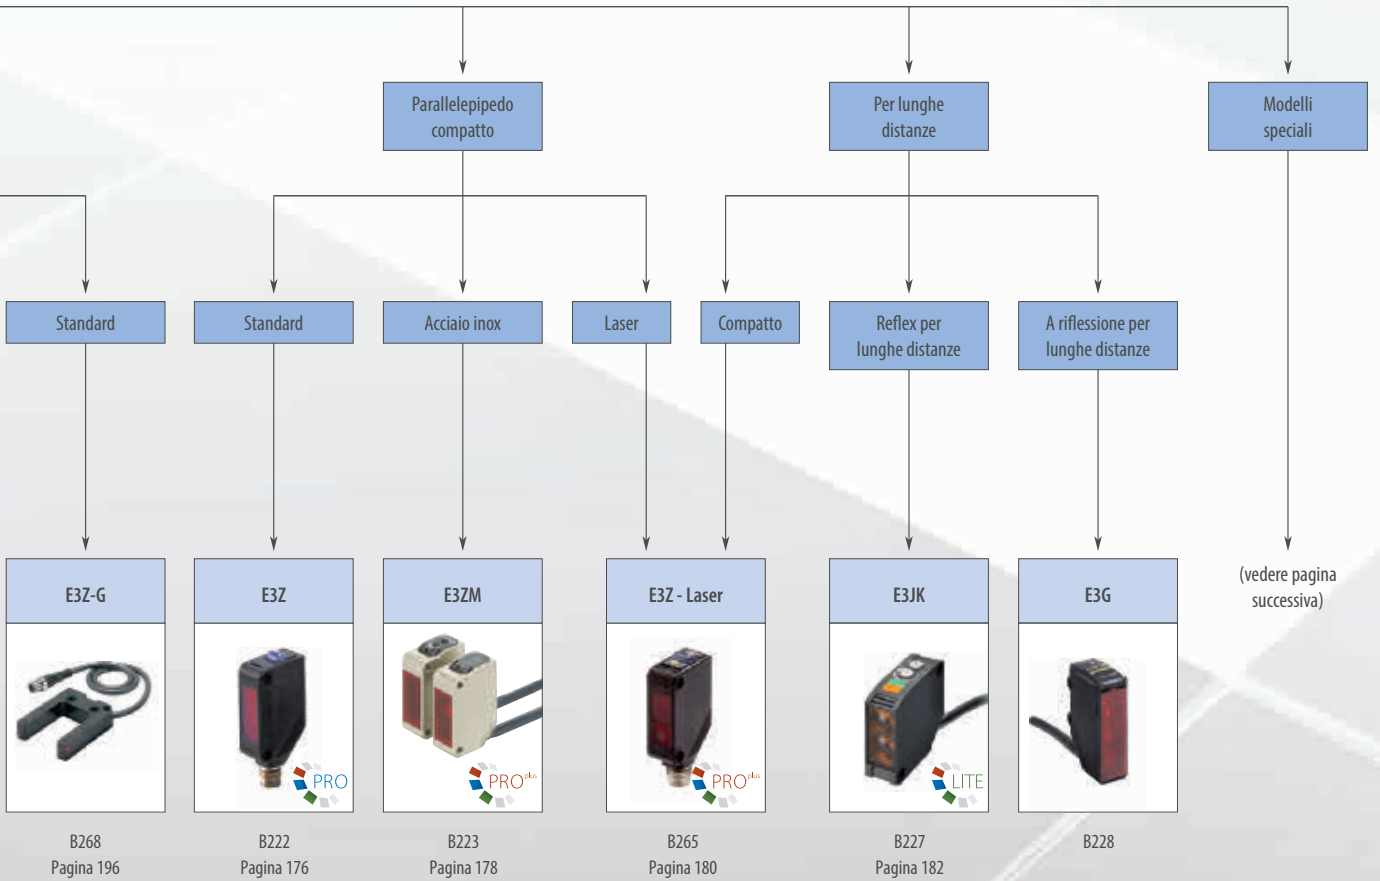 Parallelepipedo
compatto
Per lunghe
distanze
Modelli
speciali
Standard
Standard
Acciaio inox
Laser
Compatto
Reflex per
lunghe distanze
A riflessione per
lunghe distanze
E3Z-G
E3Z
E3ZM
E3Z - Laser
E3JK
E3G
(vedere pagina
successiva)
PRO
PROplus
PROplus
LITE
B268
Pagina 196
B222
Pagina 176
B223
Pagina 178
B265
Pagina 180
B227
Pagina 182
B228